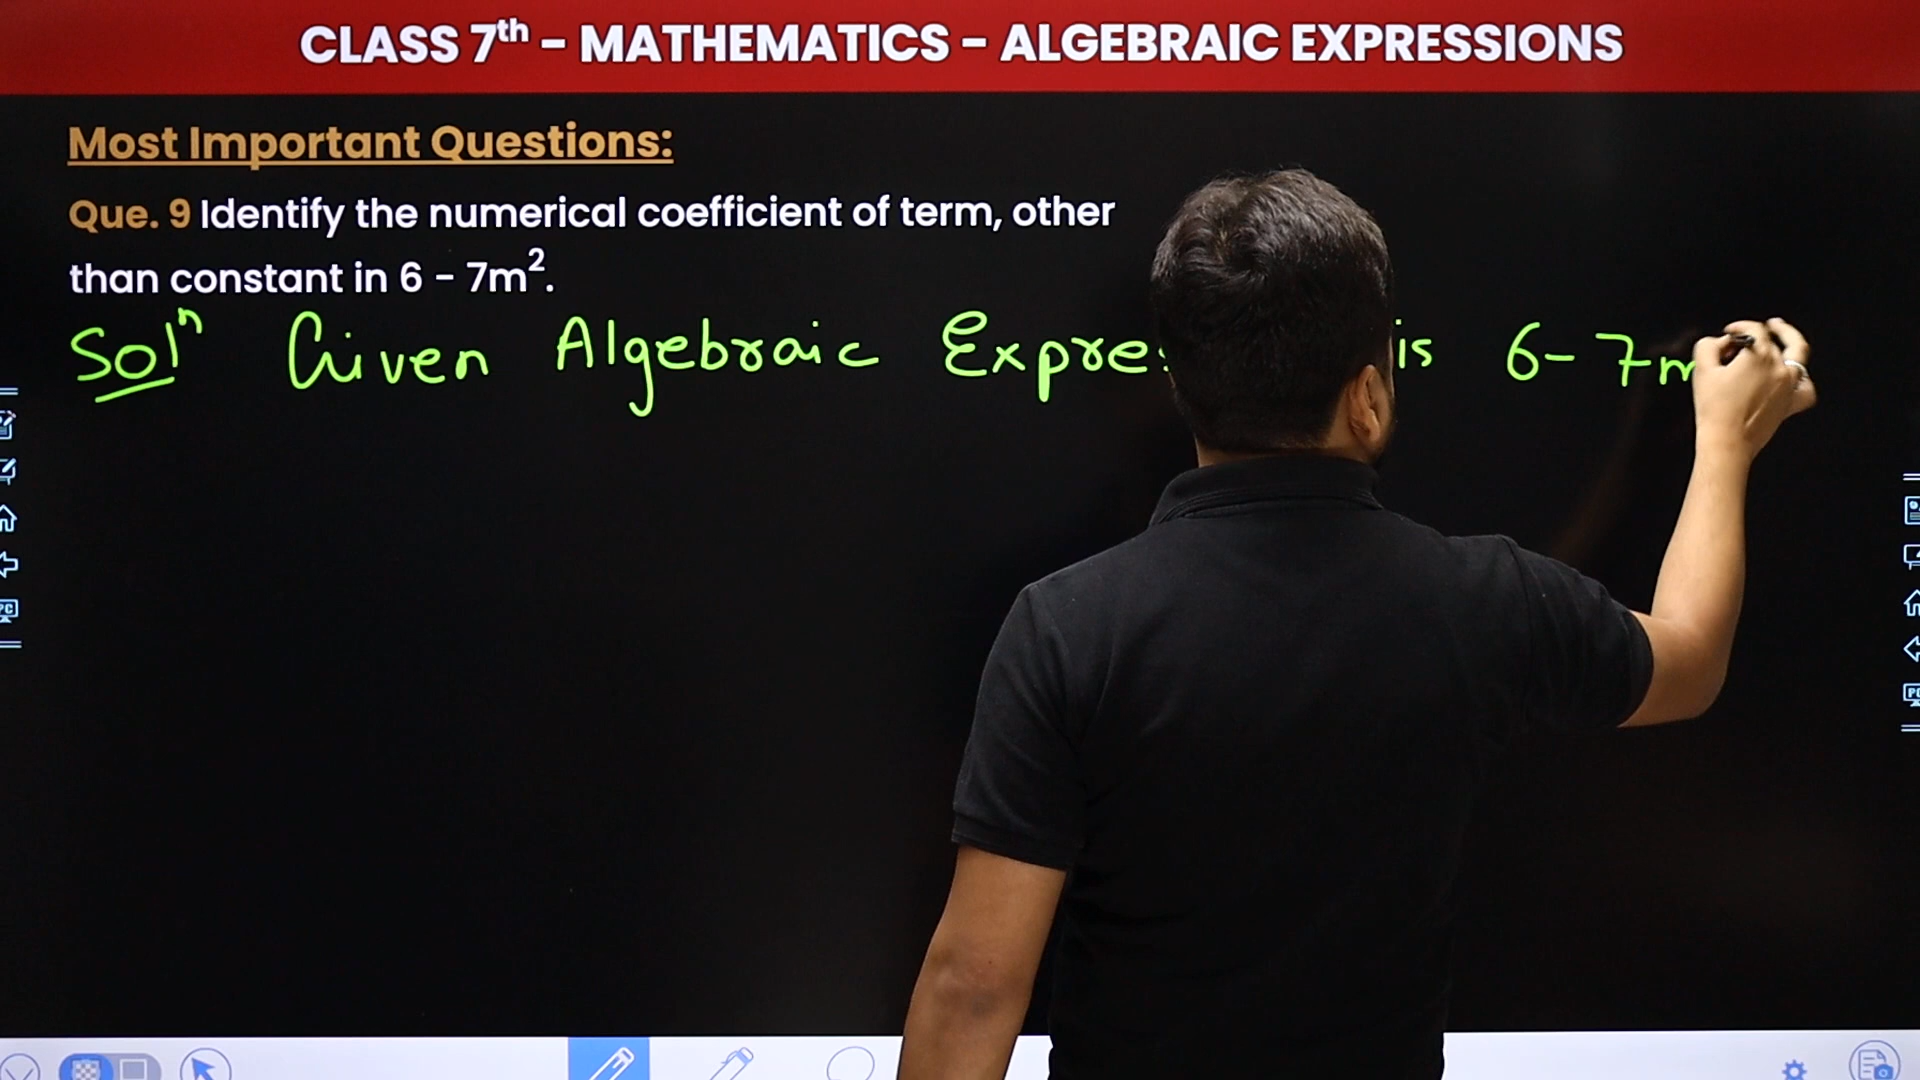 CLASS 7th - MATHEMATICS - ALGEBRAIC EXPRESSIONS
Most Important Questions:
Que. 9 Identify the numerical coefficient of term, other
than constant in 6 - 7m².
Solⁿ Given Algebraic Expres is 6-7m